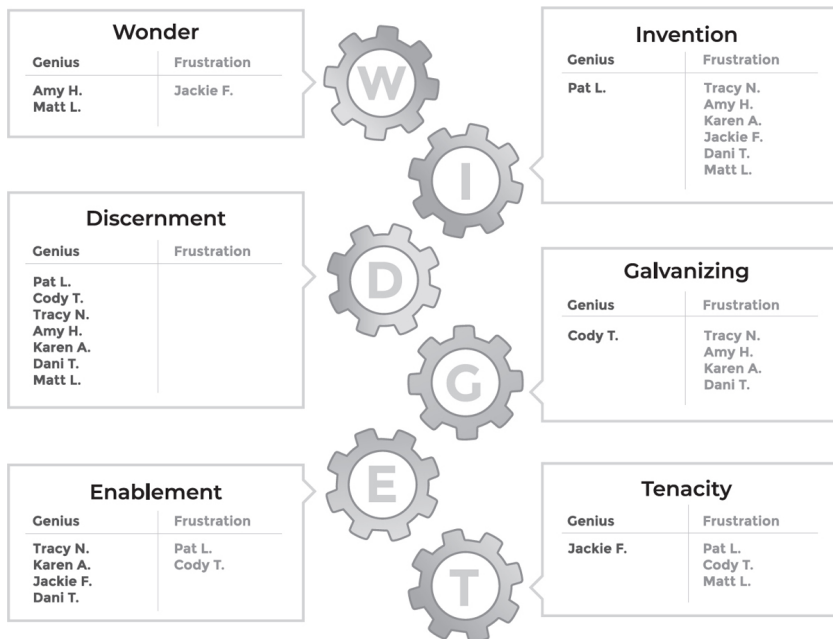 Wonder
Genius Frustration
Amy H. Jackie F.
Matt L.
W
Invention
Genius Frustration
Pat L. Tracy N.
Amy H.
Karen A.
Jackie F.
Dani T.
Matt L.
I
Discernment
Genius Frustration
Pat L.
Cody T.
Tracy N.
Amy H.
Karen A.
Dani T.
Matt L.
D
Galvanizing
Genius Frustration
Cody T. Tracy N.
Amy H.
Karen A.
Dani T.
G
Enablement
Genius Frustration
Tracy N. Pat L.
Karen A. Cody T.
Jackie F.
Dani T.
E
Tenacity
Genius Frustration
Jackie F. Pat L.
Cody T.
Matt L.
T